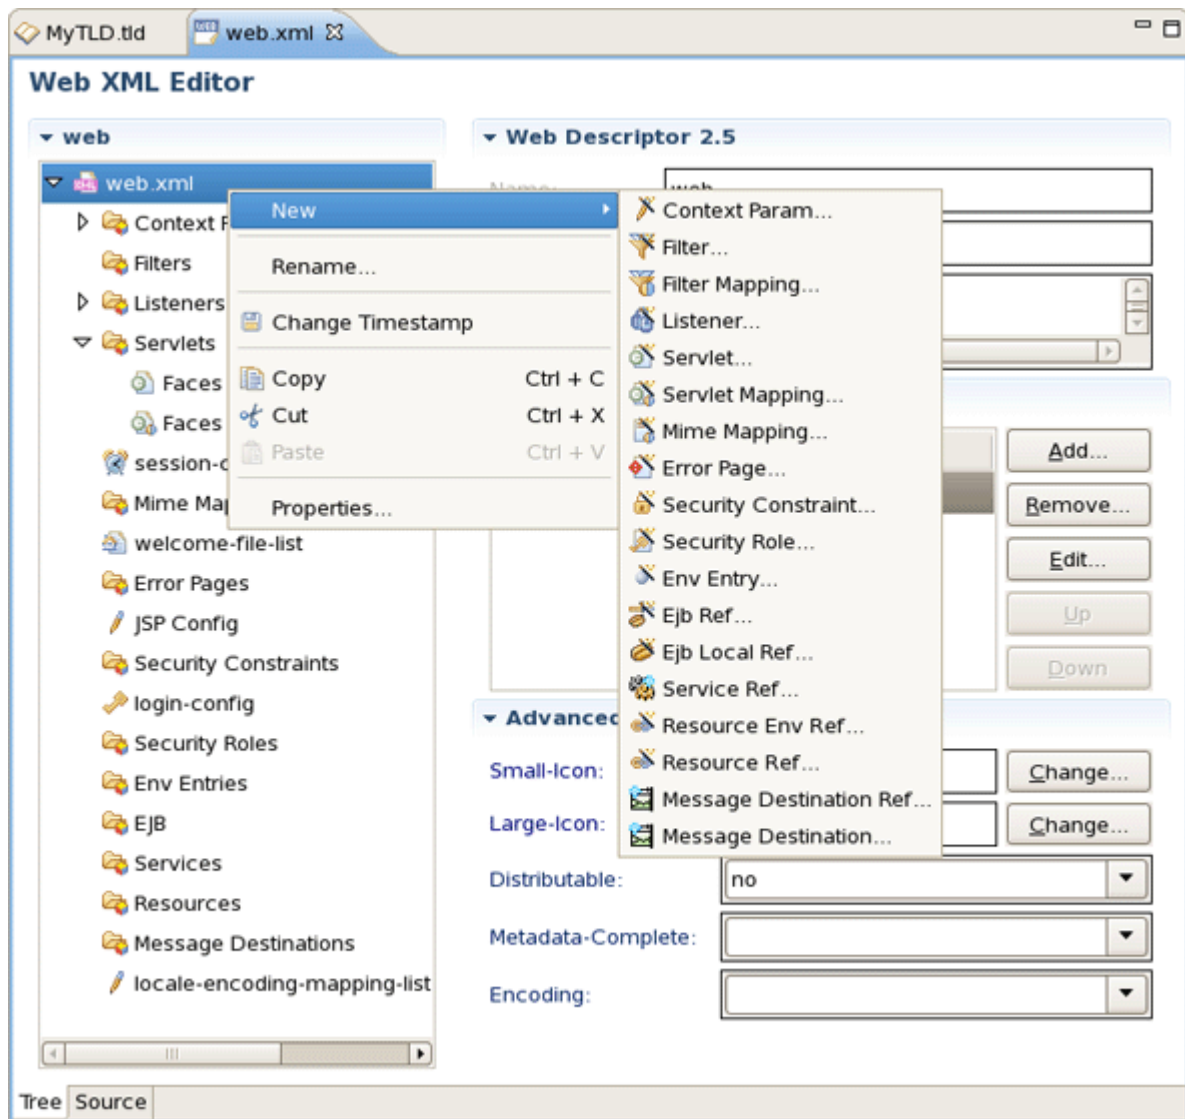 MyTLD.tld
web.xml
Web XML Editor
web
web.xml
Context
Filters
Listeners
Servlets
Faces
Faces
Mime
welcome-file-list
Error Pages
JSP Config
Security Constraints
login-config
Security Roles
Env Entries
EJB
Services
Resources
Message Destinations
locale-encoding-mapping-list
New
Rename...
Change Timestamp
Copy Ctrl + C
Cut Ctrl + X
Paste Ctrl + V
Properties...
Context Param...
Filter...
Filter Mapping...
Listener...
Servlet...
Servlet Mapping...
Mime Mapping...
Error Page...
Security Constraint...
Security Role...
Env Entry...
Ejb Ref...
Ejb Local Ref...
Service Ref...
Resource Env Ref...
Resource Ref...
Message Destination Ref...
Message Destination...
Web Descriptor 2.5
Name: web
Add...
Remove...
Edit...
Up
Down
Advanced
Small-Icon: Change...
Large-Icon: Change...
Distributable: no
Metadata-Complete:
Encoding:
Tree Source